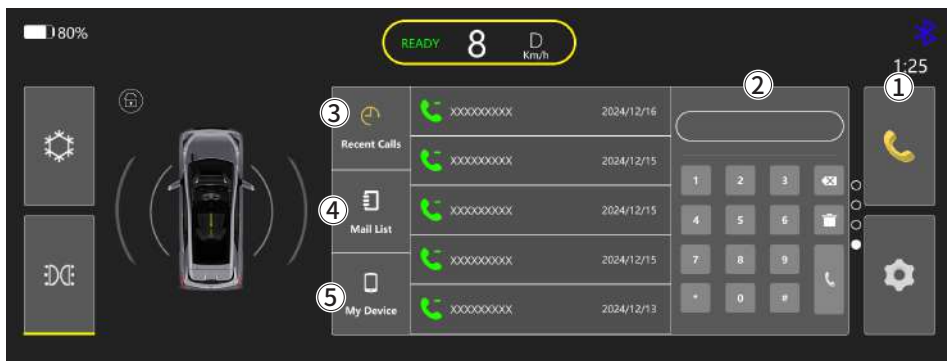 80%
READY 8 D
Km/h
1:25
①
②
③
Recent Calls
④
Mail List
⑤
My Device
XXXXXXXXX 2024/12/16
XXXXXXXXX 2024/12/15
XXXXXXXXX 2024/12/15
XXXXXXXXX 2024/12/15
XXXXXXXXX 2024/12/13
1 2 3
4 5 6
7 8 9
* 0 #